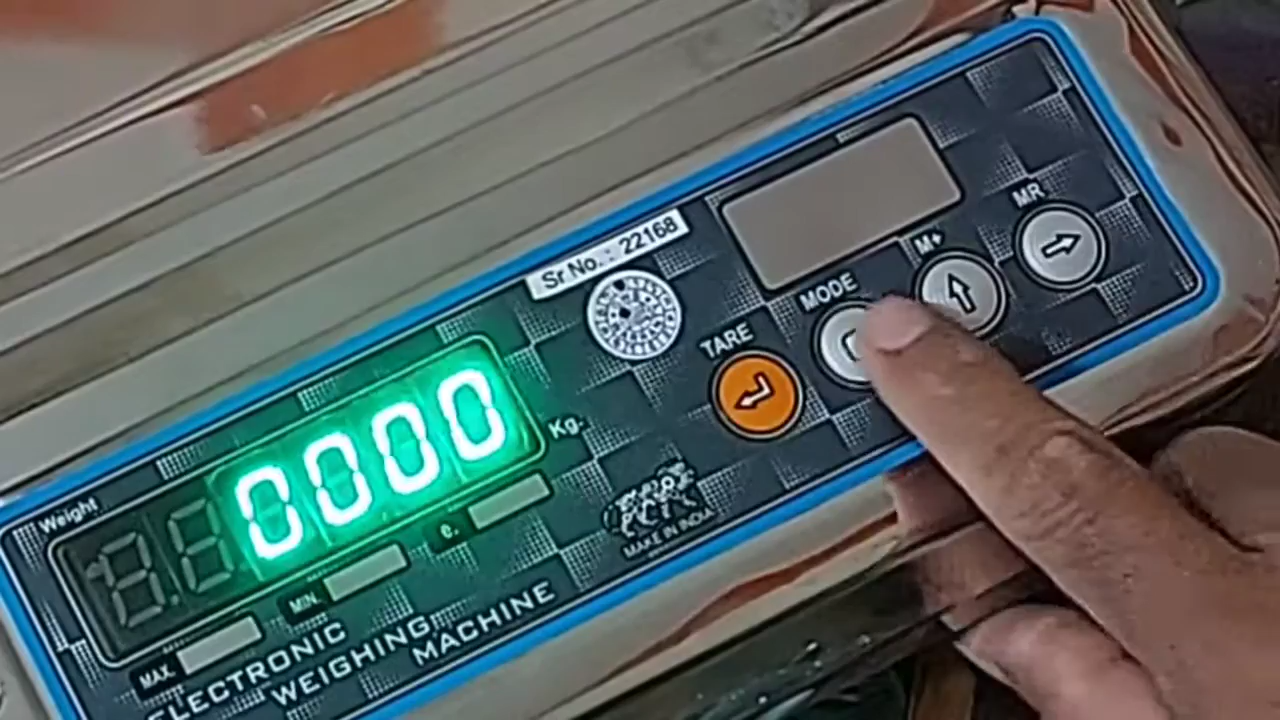 Sr No. : 22168
MR
M+
MODE
TARE
0000
Kg.
Weight
e.
MIN.
MAX.
MAKE IN INDIA
ELECTRONIC
WEIGHING
MACHINE